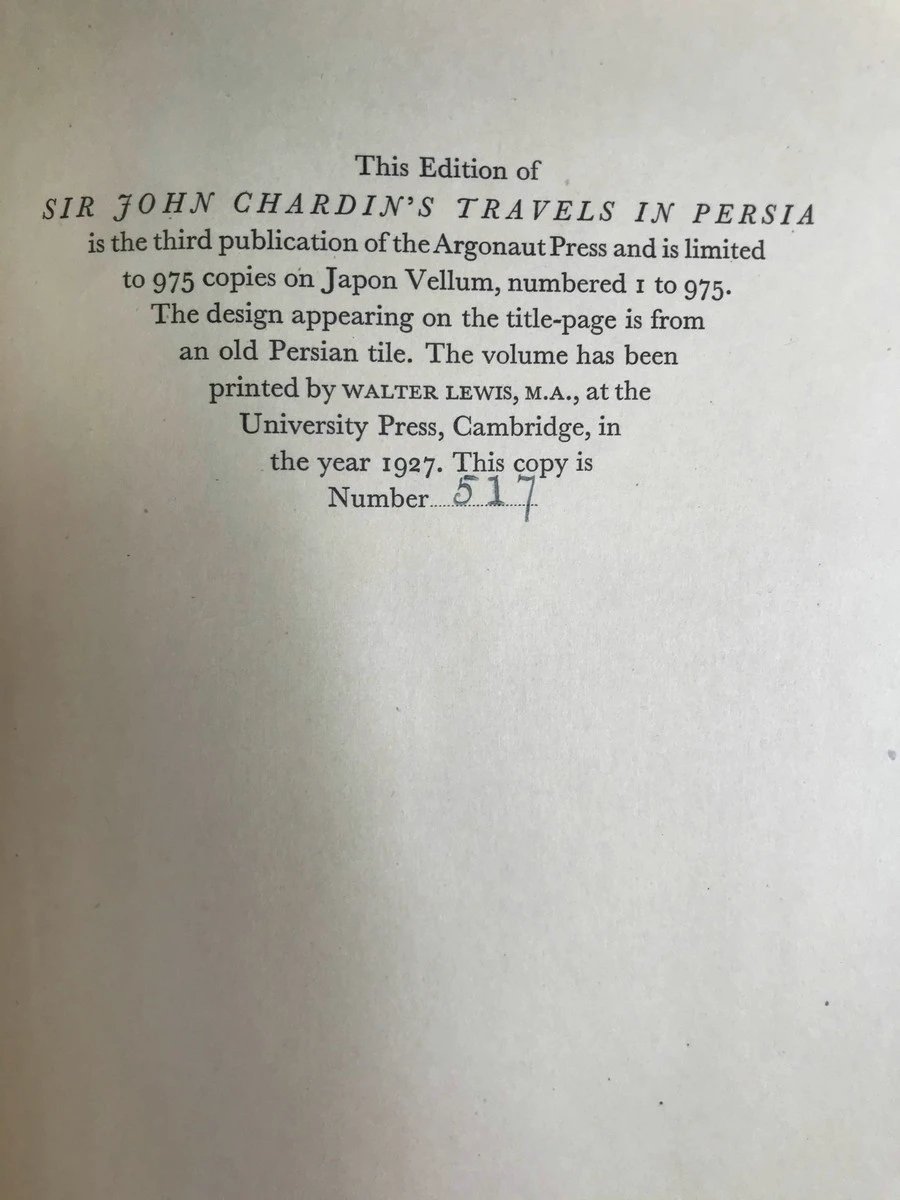 This Edition of
SIR JOHN CHARDIN'S TRAVELS IN PERSIA
is the third publication of the Argonaut Press and is limited
to 975 copies on Japon Vellum, numbered 1 to 975.
The design appearing on the title-page is from
an old Persian tile. The volume has been
printed by WALTER LEWIS, M.A., at the
University Press, Cambridge, in
the year 1927. This copy is
Number 517